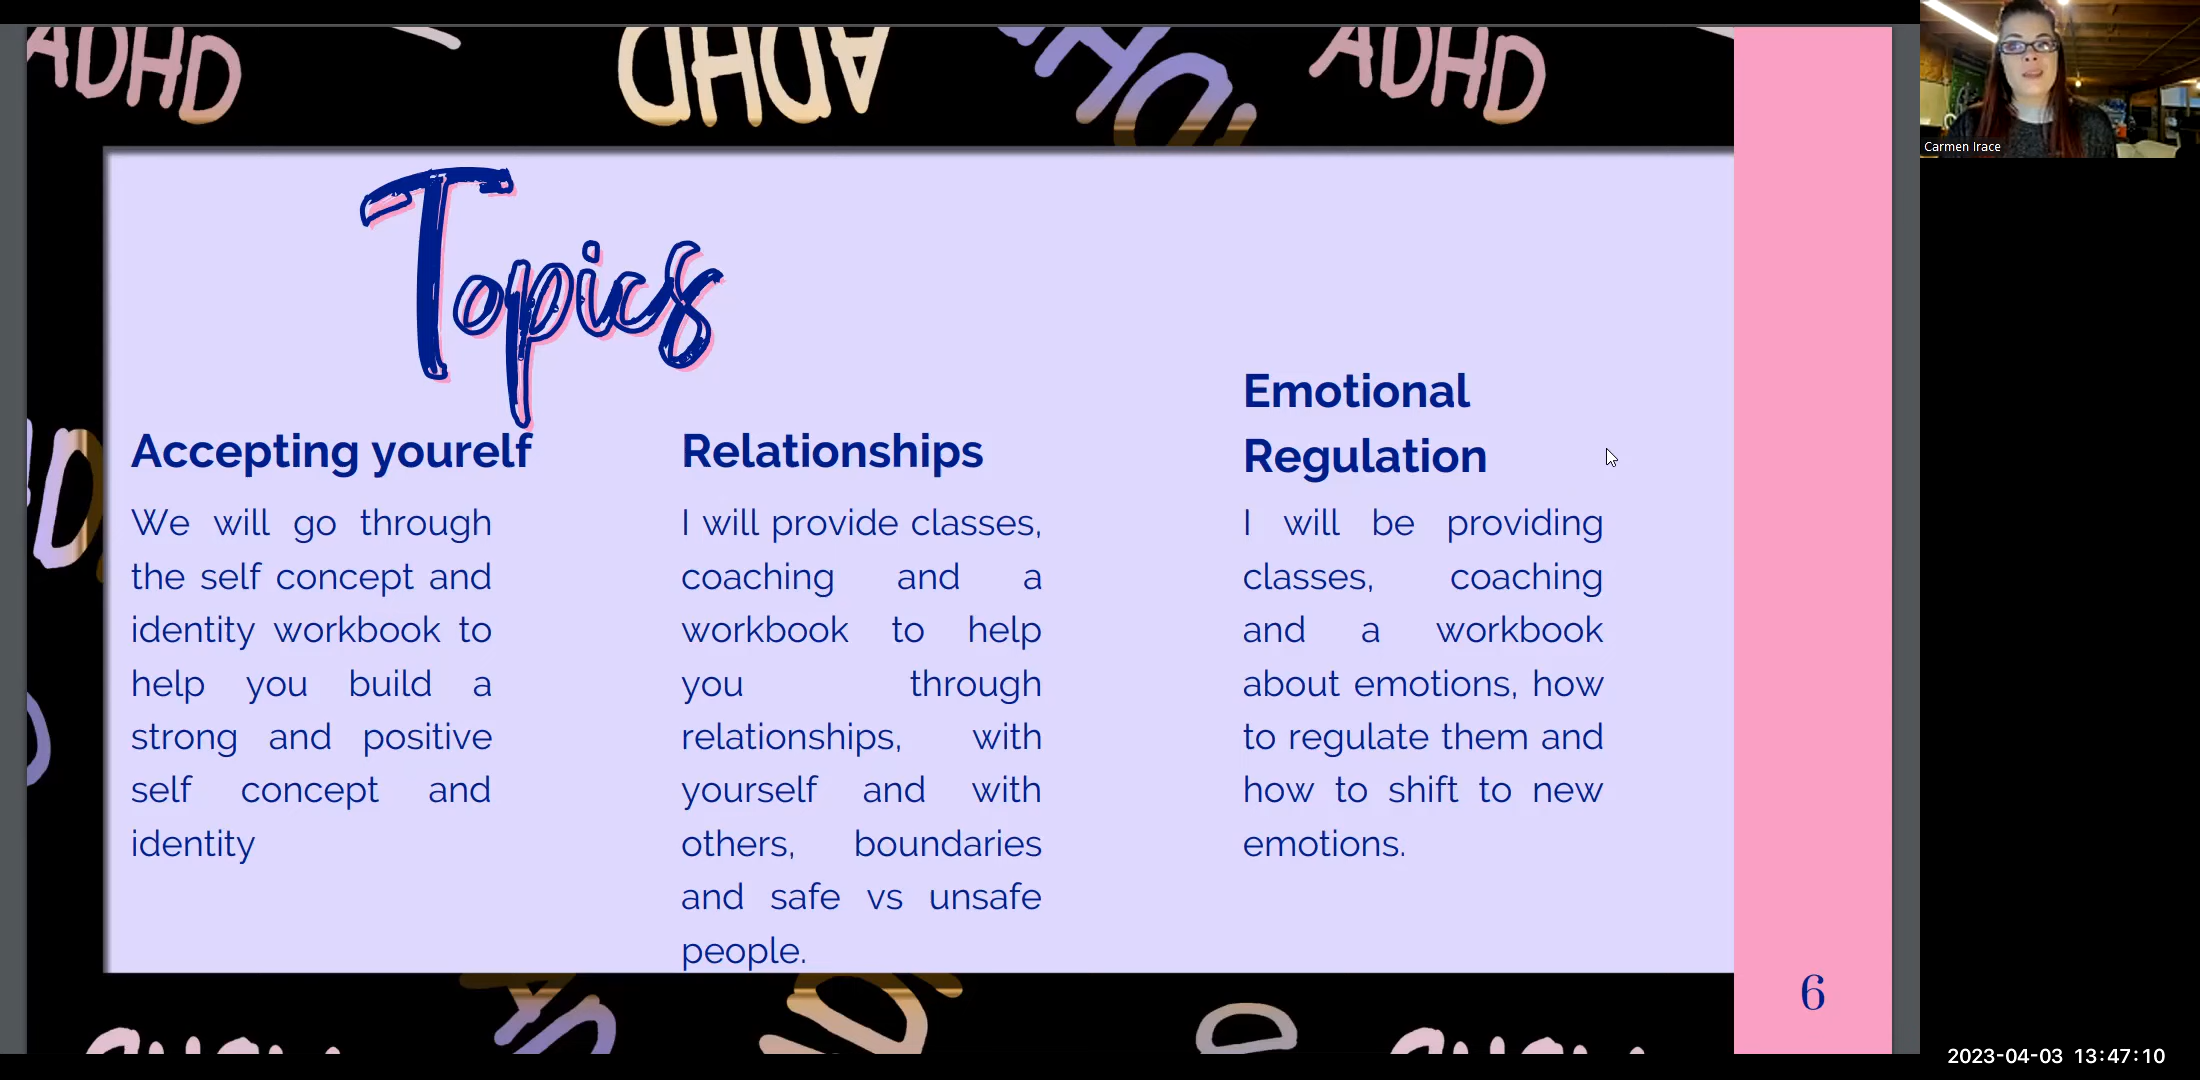 ADHD
ADHD
ADHD
ADHD
Carmen Irace
Topics
Accepting yourelf
We will go through
the self concept and
identity workbook to
help you build a
strong and positive
self concept and
identity
Relationships
I will provide classes,
coaching and a
workbook to help
you through
relationships, with
yourself and with
others, boundaries
and safe vs unsafe
people.
Emotional
Regulation
I will be providing
classes, coaching
and a workbook
about emotions, how
to regulate them and
how to shift to new
emotions.
6
2023-04-03 13:47:10